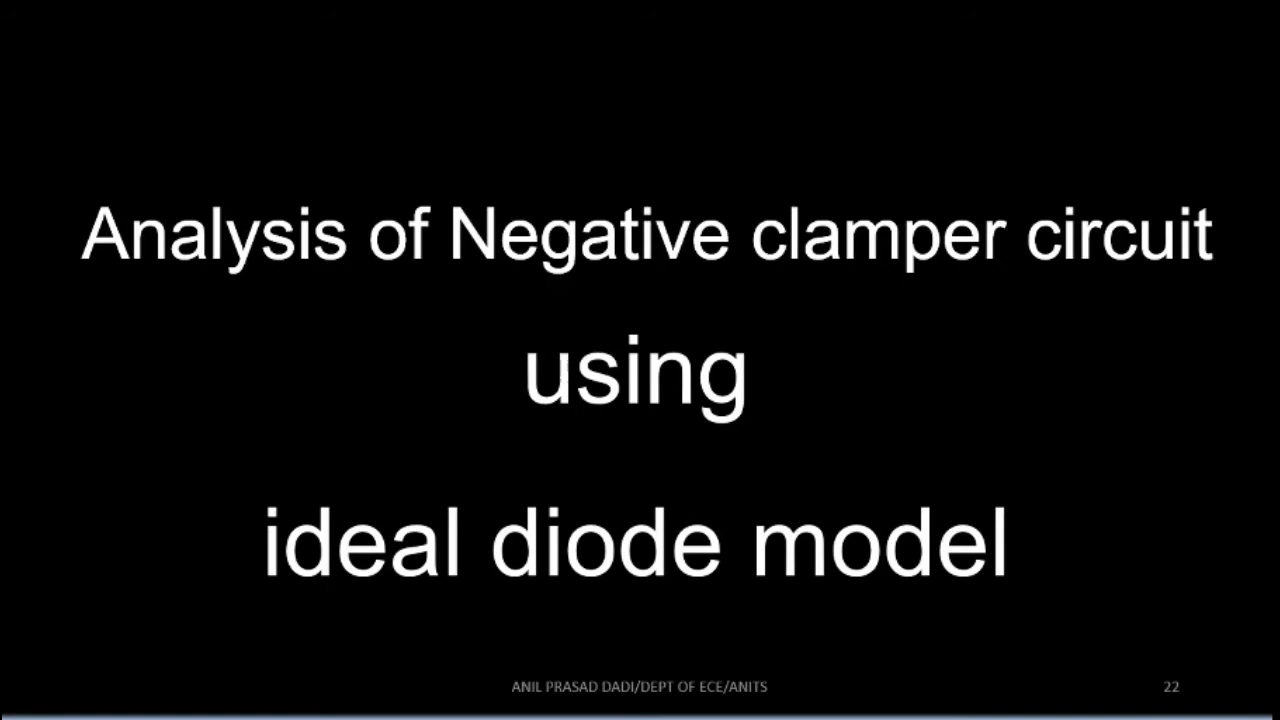 Analysis of Negative clamper circuit
using
ideal diode model
ANIL PRASAD DADI/DEPT OF ECE/ANITS
22